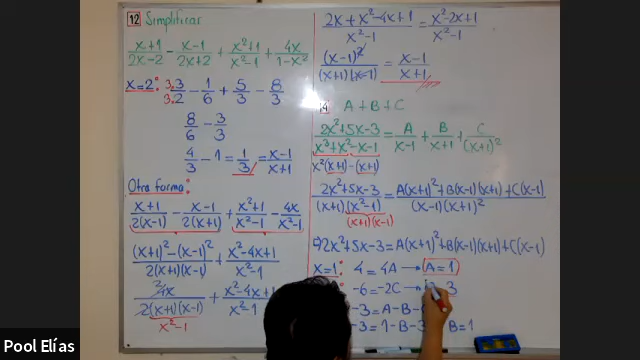 12 Simplificar
x+1/2x-2 - x-1/2x+2 + x²+1/x²-1 + 4x/1-x²
x=2: 3.3/3.2 - 1/6 + 5/3 - 8/3
8/6 - 3/3
4/3 - 1 = 1/3 = x-1/x+1
Otra forma:
x+1/2(x-1) - x-1/2(x+1) + x²+1/x²-1 - 4x/x²-1
(x+1)²-(x-1)²/2(x+1)(x-1) + x²-4x+1/x²-1
4x/2(x+1)(x-1) + x²-4x+1/x²-1
x²-1
2x+x²-4x+1/x²-1 = x²-2x+1/x²-1
(x-1)²/(x+1)(x-1) = x-1/x+1
14 A+B+C
2x²+5x-3/x³+x²-x-1 = A/x-1 + B/x+1 + C/(x+1)²
x²(x+1)-(x+1)
2x²+5x-3/(x+1)(x²-1) = A(x+1)²+B(x-1)(x+1)+C(x-1)/(x-1)(x+1)²
(x+1)(x-1)
2x²+5x-3=A(x+1)²+B(x-1)(x+1)+C(x-1)
x=1: 4=4A → A=1
-6=-2C → 3
-3=A-B-
-3=1-B-3 B=1
Pool Elías